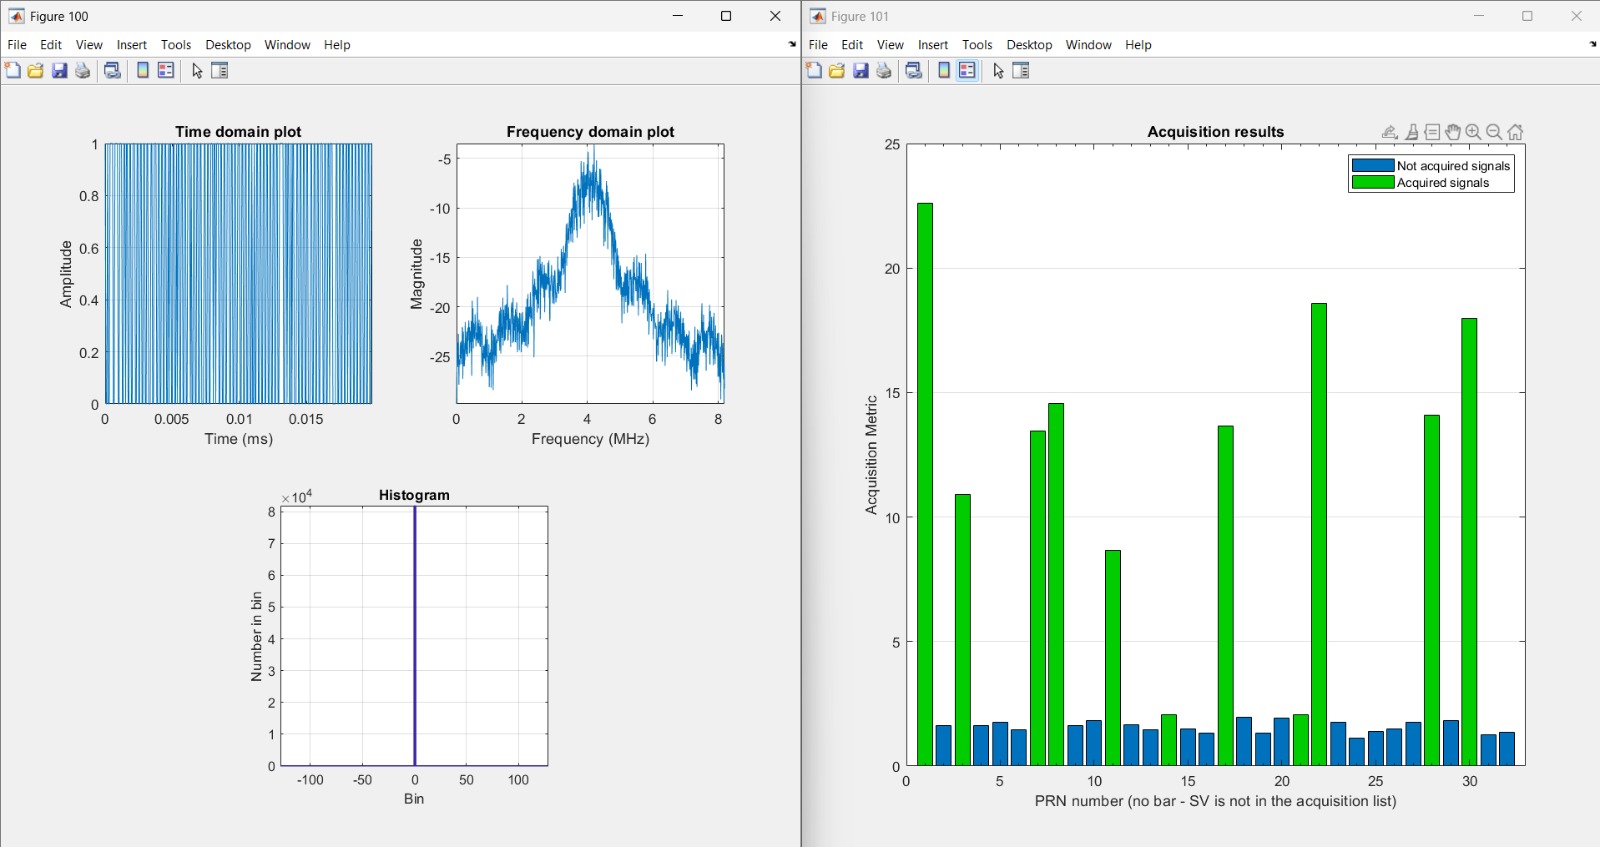 Figure 100
File Edit View Insert Tools Desktop Window Help
Time domain plot
1
0.8
0.6
0.4
0.2
0
Amplitude
0 0.005 0.01 0.015
Time (ms)
Frequency domain plot
-5
-10
-15
-20
-25
Magnitude
0 2 4 6 8
Frequency (MHz)
Histogram
×10^4
8
7
6
5
4
3
2
1
0
Number in bin
-100 -50 0 50 100
Bin
Figure 101
File Edit View Insert Tools Desktop Window Help
Acquisition results
Not acquired signals
Acquired signals
25
20
15
10
5
0
Acquisition Metric
0 5 10 15 20 25 30
PRN number (no bar - SV is not in the acquisition list)